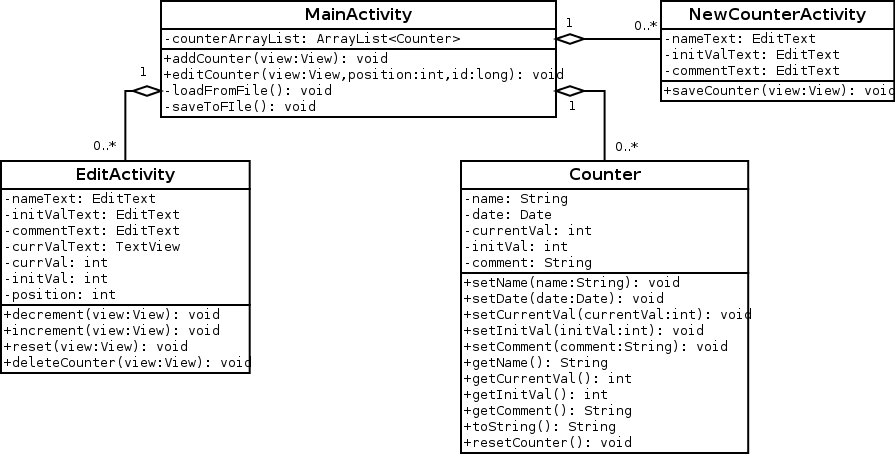 MainActivity
-counterArrayList: ArrayList<Counter>
+addCounter(view:View): void
+editCounter(view:View,position:int,id:long): void
-loadFromFile(): void
-saveToFIle(): void
1
0..*
NewCounterActivity
-nameText: EditText
-initValText: EditText
-commentText: EditText
+saveCounter(view:View): void
1
0..*
1
0..*
EditActivity
-nameText: EditText
-initValText: EditText
-commentText: EditText
-currValText: TextView
-currVal: int
-initVal: int
-position: int
+decrement(view:View): void
+increment(view:View): void
+reset(view:View): void
+deleteCounter(view:View): void
Counter
-name: String
-date: Date
-currentVal: int
-initVal: int
-comment: String
+setName(name:String): void
+setDate(date:Date): void
+setCurrentVal(currentVal:int): void
+setInitVal(initVal:int): void
+setComment(comment:String): void
+getName(): String
+getCurrentVal(): int
+getInitVal(): int
+getComment(): String
+toString(): String
+resetCounter(): void